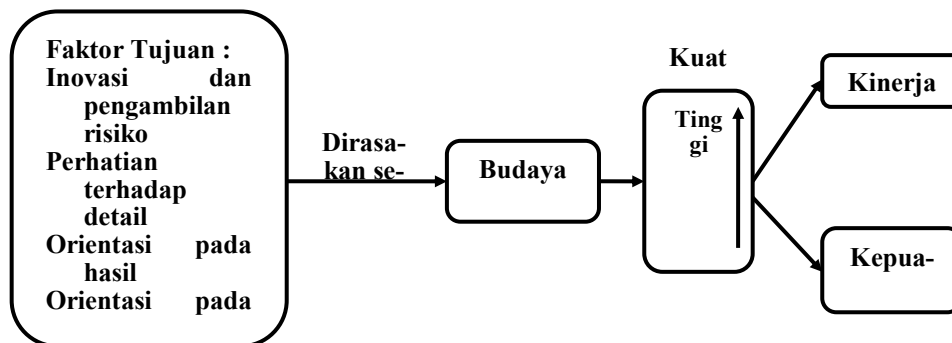 Faktor Tujuan :
Inovasi dan
pengambilan
risiko
Perhatian
terhadap
detail
Orientasi pada
hasil
Orientasi pada
Dirasa-
kan se-
Budaya
Kuat
Ting
gi
Kinerja
Kepua-